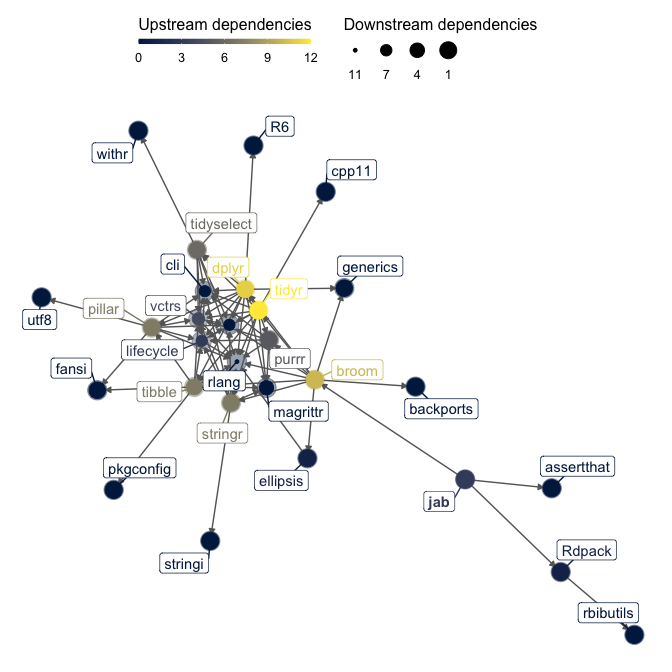 Upstream dependencies
0 3 6 9 12
Downstream dependencies
11 7 4 1
R6
withr
cpp11
tidyselect
cli
dplyr
generics
tidyr
vctrs
pillar
utf8
lifecycle
purrr
fansi
broom
rlang
tibble
magrittr
backports
stringr
pkgconfig
ellipsis
assertthat
jab
Rdpack
stringi
rbibutils